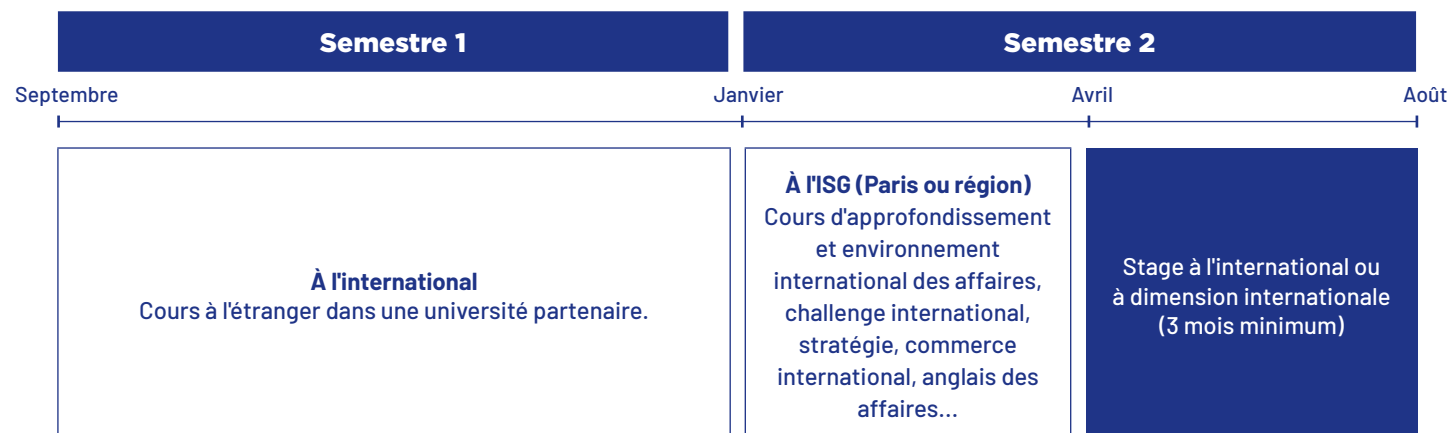 Semestre 1
Semestre 2
Septembre
Janvier
Avril
Août
À l'international
Cours à l'étranger dans une université partenaire.
À l'ISG (Paris ou région)
Cours d'approfondissement
et environnement
international des affaires,
challenge international,
stratégie, commerce
international, anglais des
affaires...
Stage à l'international ou
à dimension internationale
(3 mois minimum)